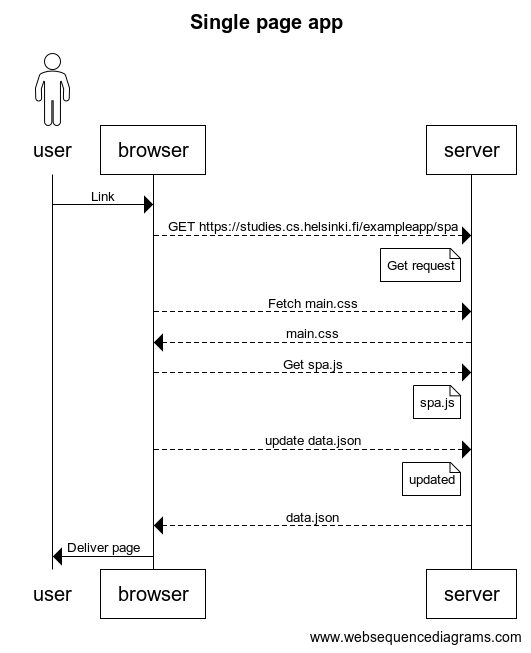 Single page app
user
browser
server
Link
GET https://studies.cs.helsinki.fi/exampleapp/spa
Get request
Fetch main.css
main.css
Get spa.js
spa.js
update data.json
updated
data.json
Deliver page
user
browser
server
www.websequencediagrams.com